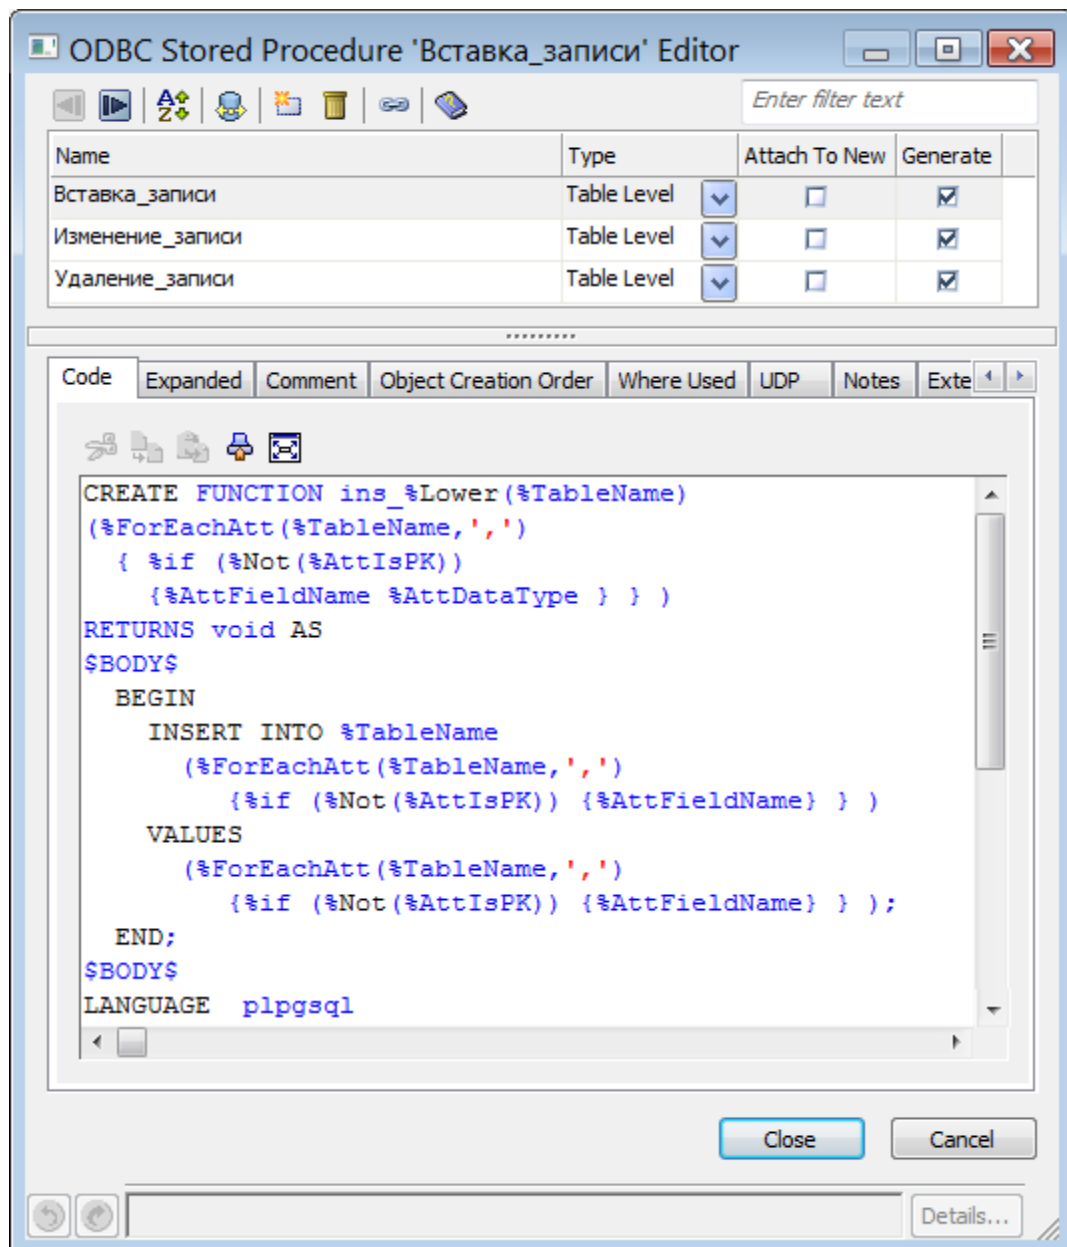 ODBC Stored Procedure 'Вставка_записи' Editor
Enter filter text
Name Type Attach To New Generate
Вставка_записи Table Level
Изменение_записи Table Level
Удаление_записи Table Level
Code Expanded Comment Object Creation Order Where Used UDP Notes Exte
CREATE FUNCTION ins_%Lower(%TableName)
(%ForEachAtt(%TableName,',')
{ %if (%Not(%AttIsPK))
{%AttFieldName %AttDataType } } )
RETURNS void AS
$BODY$
BEGIN
INSERT INTO %TableName
(%ForEachAtt(%TableName,',')
{%if (%Not(%AttIsPK)) {%AttFieldName} } )
VALUES
(%ForEachAtt(%TableName,',')
{%if (%Not(%AttIsPK)) {%AttFieldName} } );
END;
$BODY$
LANGUAGE plpgsql
Close Cancel
Details...